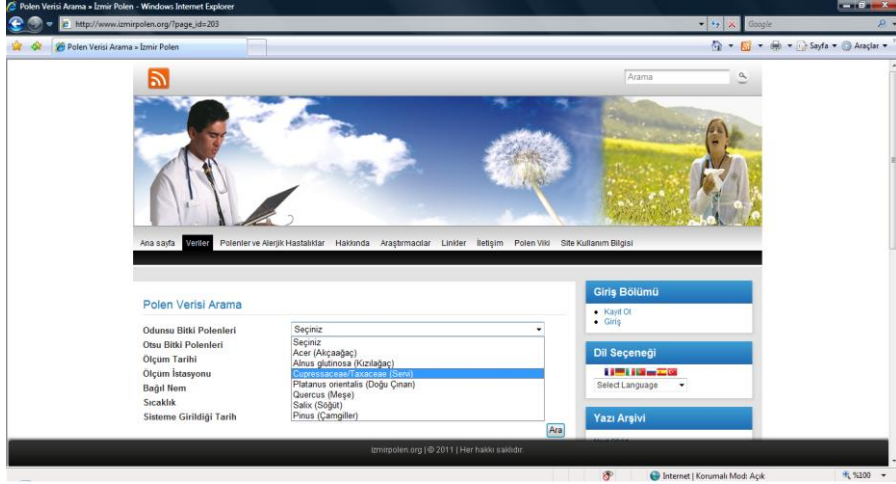 Polen Verisi Arama » İzmir Polen - Windows Internet Explorer
http://www.izmirpolen.org/?page_id=203
Google
Polen Verisi Arama » İzmir Polen
Sayfa
Araçlar
Arama
Ana sayfa Veriler Polenler ve Alerjik Hastalıklar Hakkında Araştırmacılar Linkler İletişim Polen Viki Site Kullanım Bilgisi
Polen Verisi Arama
Odunsu Bitki Polenleri Seçiniz
Otsu Bitki Polenleri
Ölçüm Tarihi
Ölçüm İstasyonu
Bağıl Nem
Sıcaklık
Sisteme Girildiği Tarih
Seçiniz
Acer (Akçaağaç)
Alnus glutinosa (Kızılağaç)
Cupressaceae/Taxaceae (Servi)
Platanus orientalis (Doğu Çınarı)
Quercus (Meşe)
Salix (Söğüt)
Pinus (Çamgiller)
Ara
Giriş Bölümü
Kayıt Ol
Giriş
Dil Seçeneği
Select Language
Yazı Arşivi
izmirpolen.org | © 2011 | Her hakkı saklıdır.
Internet | Korumalı Mod: Açık
%100